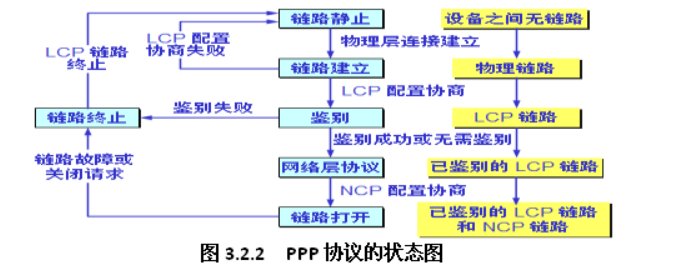 链路静止
设备之间无链路
LCP 配置
协商失败
物理层连接建立
LCP 链路
终止
链路建立
物理链路
LCP 配置协商
鉴别失败
链路终止
鉴别
LCP 链路
鉴别成功或无需鉴别
链路故障或
关闭请求
网络层协议
已鉴别的 LCP 链路
NCP 配置协商
链路打开
已鉴别的 LCP 链路
和 NCP 链路
图 3.2.2 PPP 协议的状态图